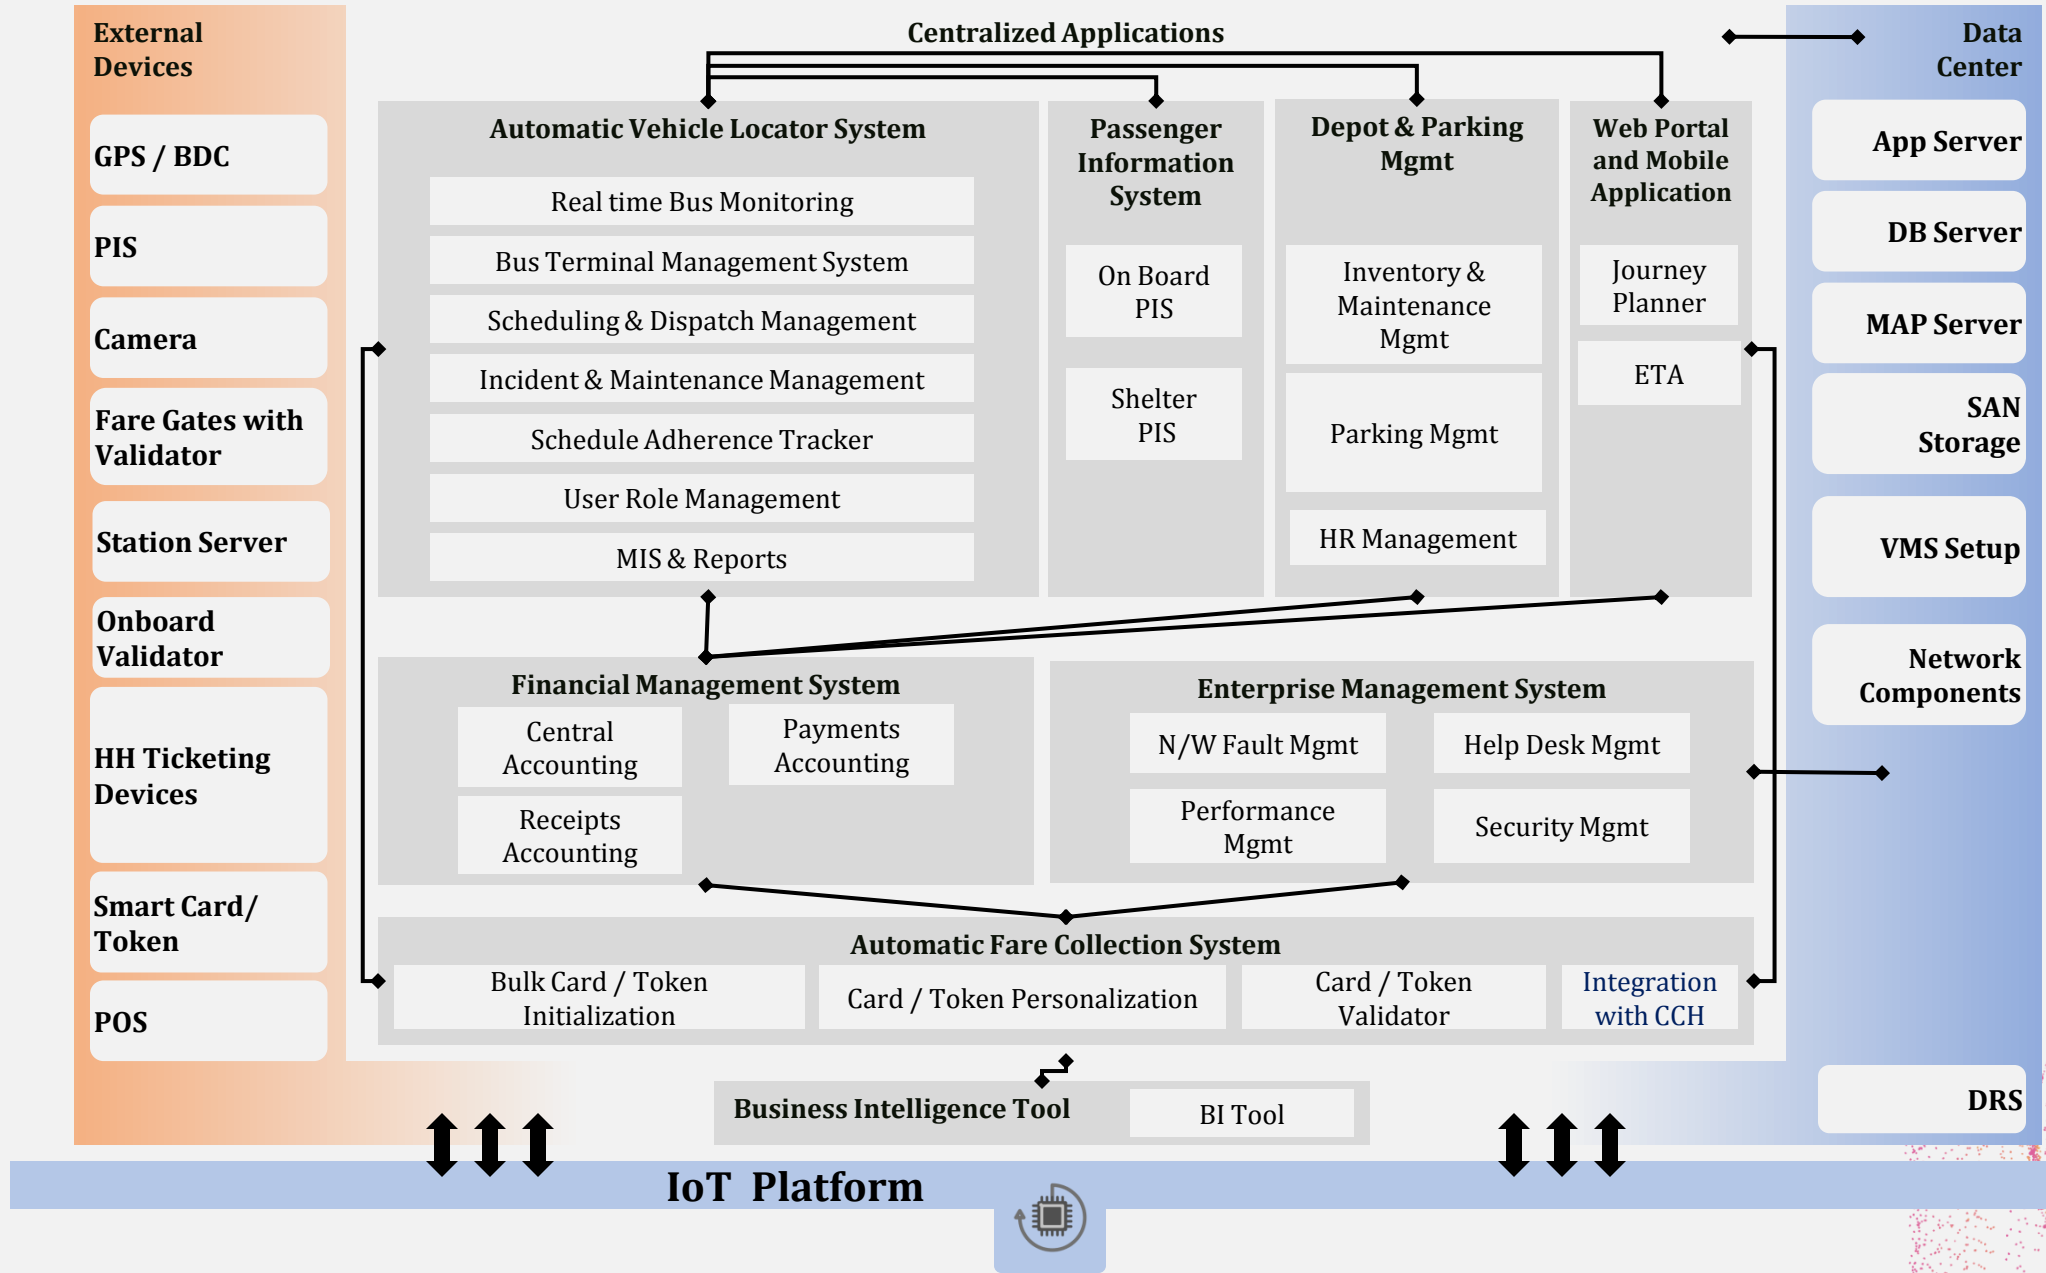 External
Devices
GPS / BDC
PIS
Camera
Fare Gates with
Validator
Station Server
Onboard
Validator
HH Ticketing
Devices
Smart Card/
Token
POS
Centralized Applications
Automatic Vehicle Locator System
Real time Bus Monitoring
Bus Terminal Management System
Scheduling & Dispatch Management
Incident & Maintenance Management
Schedule Adherence Tracker
User Role Management
MIS & Reports
Passenger
Information
System
On Board
PIS
Shelter
PIS
Depot & Parking
Mgmt
Inventory &
Maintenance
Mgmt
Parking Mgmt
HR Management
Web Portal
and Mobile
Application
Journey
Planner
ETA
Financial Management System
Central
Accounting
Payments
Accounting
Receipts
Accounting
Enterprise Management System
N/W Fault Mgmt
Help Desk Mgmt
Performance
Mgmt
Security Mgmt
Automatic Fare Collection System
Bulk Card / Token
Initialization
Card / Token Personalization
Card / Token
Validator
Integration
with CCH
Business Intelligence Tool
BI Tool
Data
Center
App Server
DB Server
MAP Server
SAN
Storage
VMS Setup
Network
Components
DRS
IoT Platform